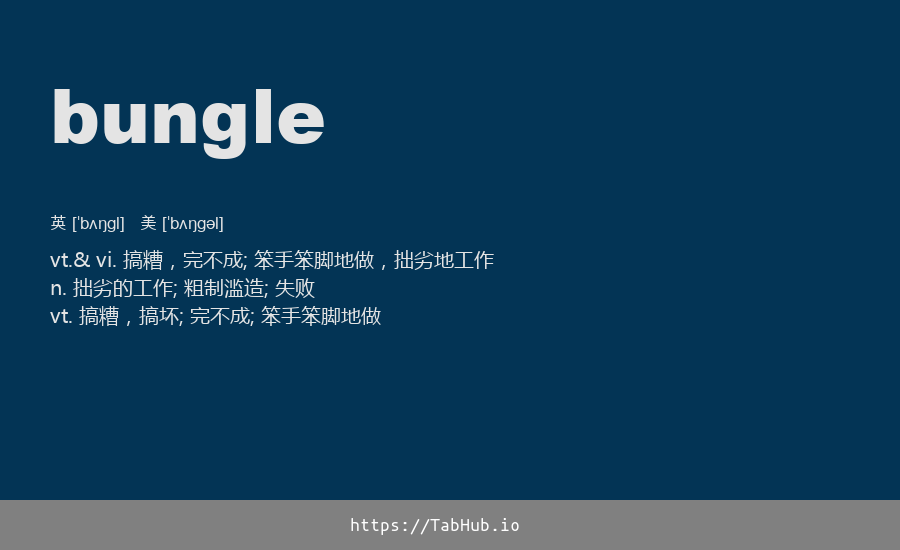 bungle
英 [ˈbʌŋgl] 美 [ˈbʌŋgəl]
vt.& vi. 搞糟，完不成; 笨手笨脚地做，拙劣地工作
n. 拙劣的工作; 粗制滥造; 失败
vt. 搞糟，搞坏; 完不成; 笨手笨脚地做
https://TabHub.io